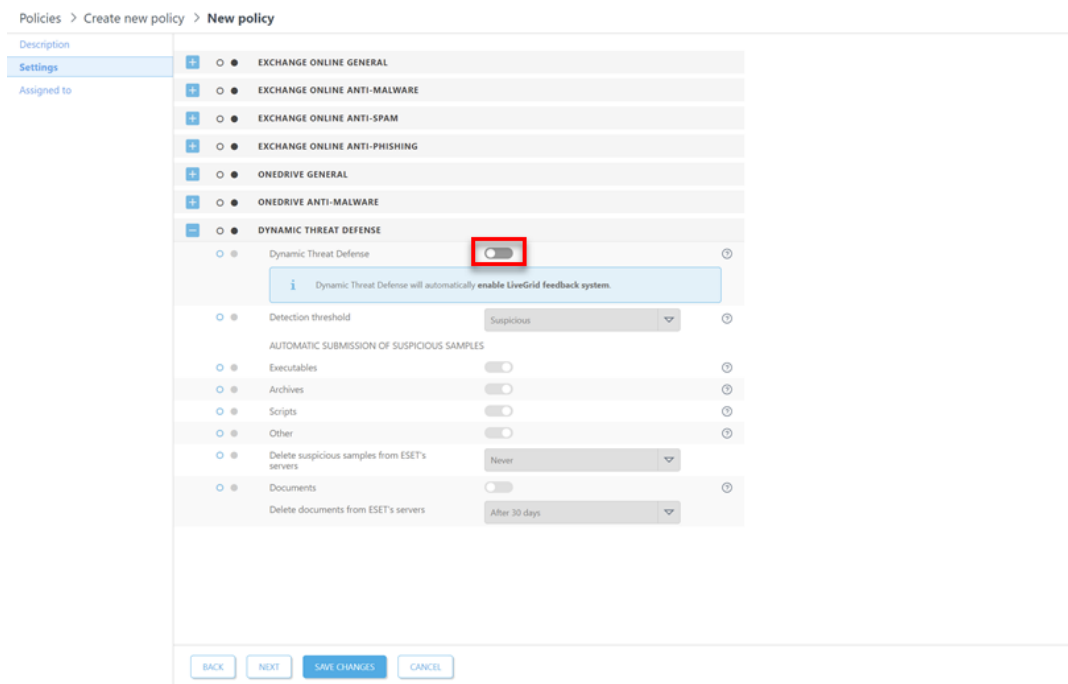 Policies > Create new policy > New policy
Description
Settings
Assigned to
EXCHANGE ONLINE GENERAL
EXCHANGE ONLINE ANTI-MALWARE
EXCHANGE ONLINE ANTI-SPAM
EXCHANGE ONLINE ANTI-PHISHING
ONEDRIVE GENERAL
ONEDRIVE ANTI-MALWARE
DYNAMIC THREAT DEFENSE
Dynamic Threat Defense
Dynamic Threat Defense will automatically enable LiveGrid feedback system.
Detection threshold Suspicious
AUTOMATIC SUBMISSION OF SUSPICIOUS SAMPLES
Executables
Archives
Scripts
Other
Delete suspicious samples from ESET's
servers Never
Documents
Delete documents from ESET's servers After 30 days
BACK NEXT SAVE CHANGES CANCEL